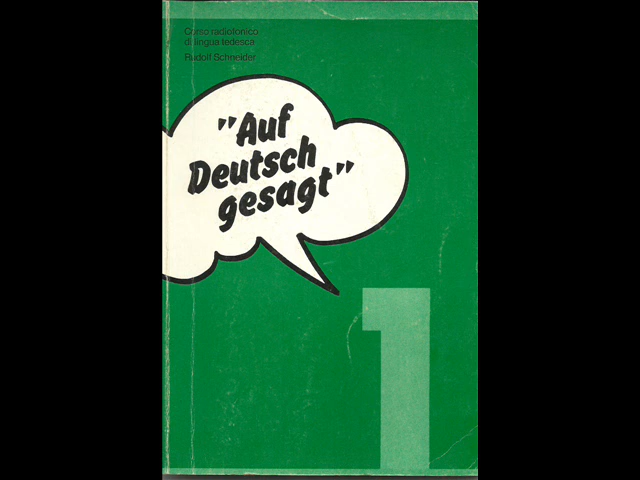 Corso radiofonico
di lingua tedesca
Rudolf Schneider
"Auf
Deutsch
gesagt"
1